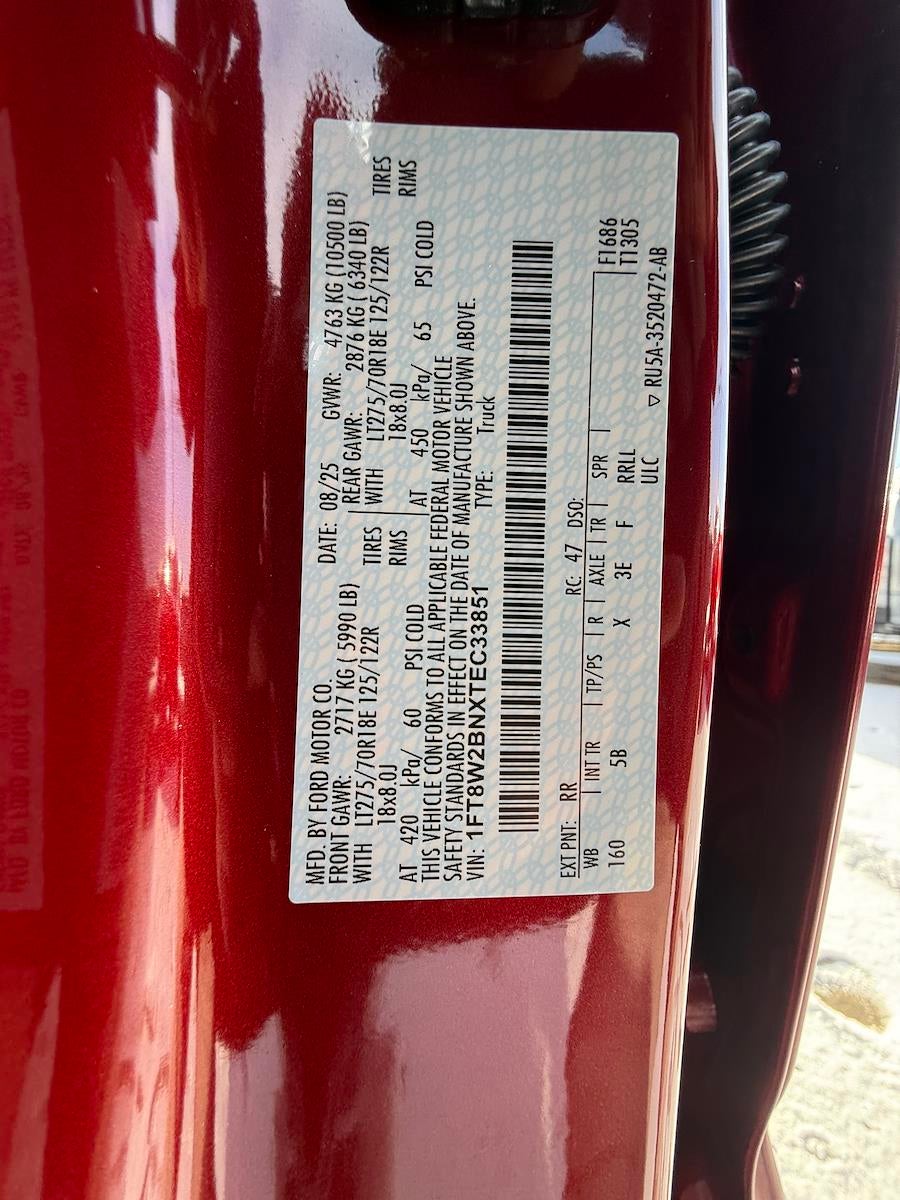 MFD. BY FORD MOTOR CO. DATE: 08/25 GVWR: 4763 KG (10500 LB)
FRONT GAWR: 2717 KG ( 5990 LB) REAR GAWR: 2876 KG ( 6340 LB)
WITH LT275/70R18E 125/122R TIRES WITH LT275/70R18E 125/122R TIRES
18x8.0J RIMS 18x8.0J RIMS
AT 420 kPa/ 60 PSI COLD AT 450 kPa/ 65 PSI COLD
THIS VEHICLE CONFORMS TO ALL APPLICABLE FEDERAL MOTOR VEHICLE
SAFETY STANDARDS IN EFFECT ON THE DATE OF MANUFACTURE SHOWN ABOVE.
VIN: 1FT8W2BNXTEC33851 TYPE: Truck
EXT PNT: RR RC: 47 DSO:
WB | INT TR | TP/PS | R | AXLE | TR | SPR | F1686
160 5B X 3E F RRLL T1305
ULC ▽ RU5A-3520472-AB